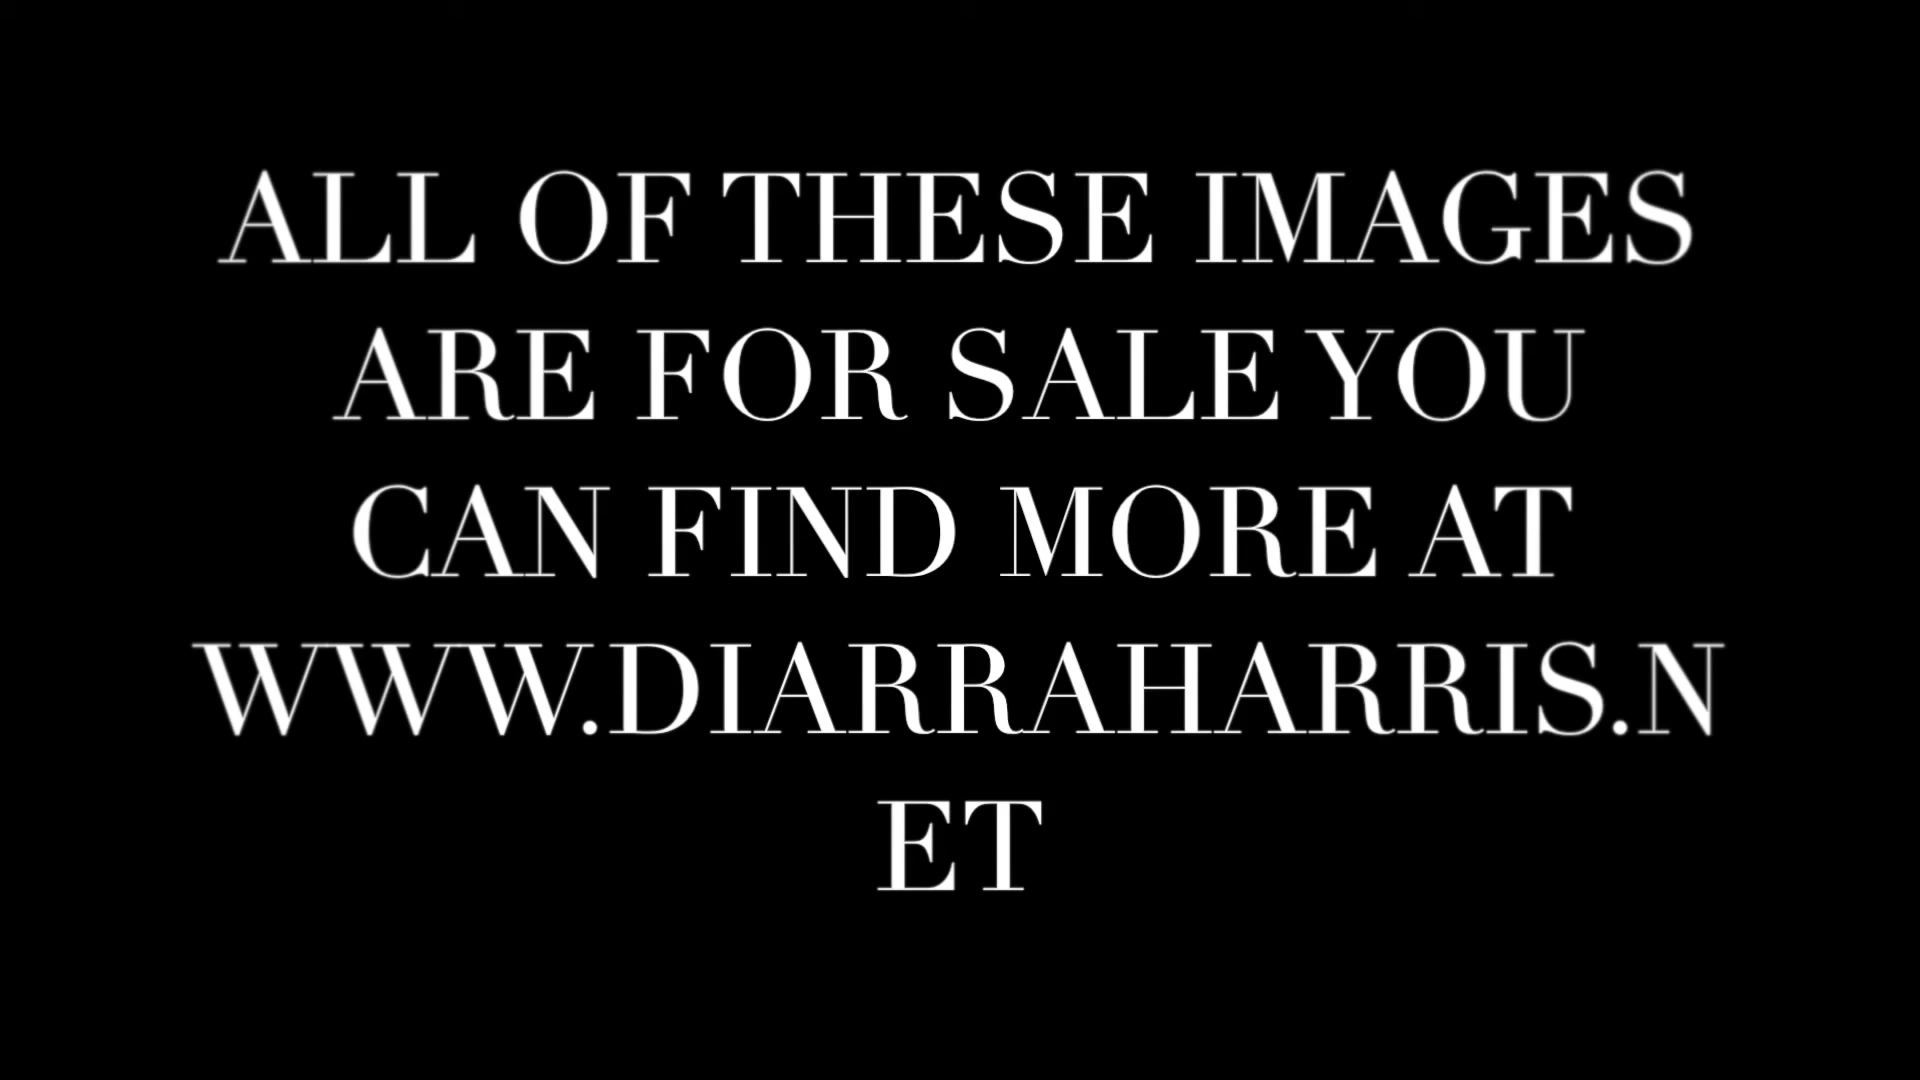 ALL OF THESE IMAGES
ARE FOR SALE YOU
CAN FIND MORE AT
WWW.DIARRAHARRIS.N
ET